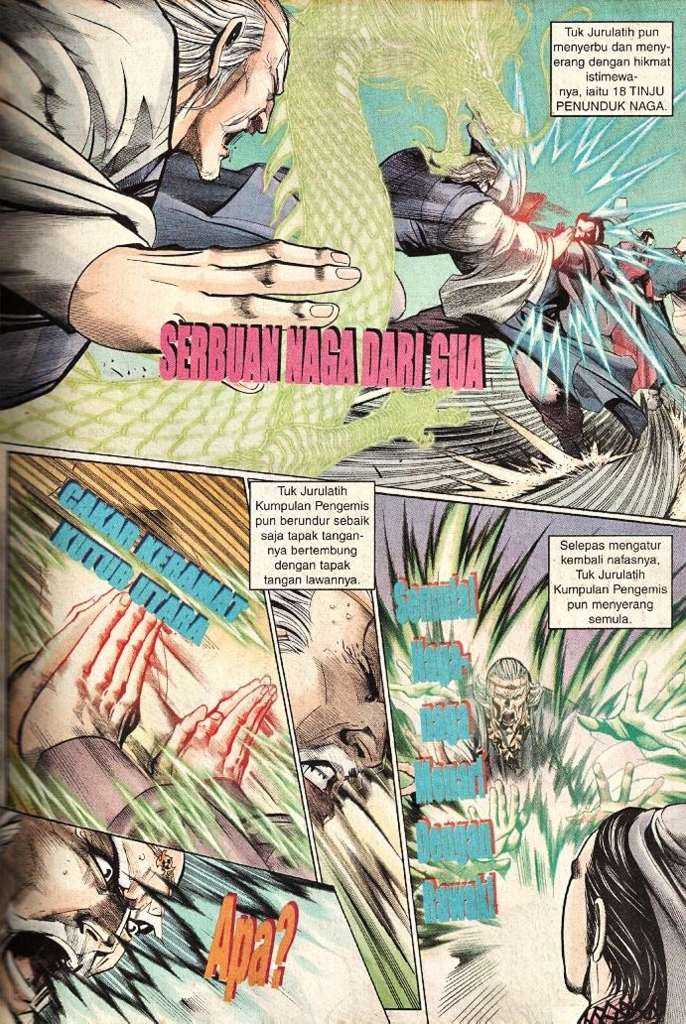 Tuk Jurulatih pun
menyerbu dan meny-
erang dengan hikmat
istimewa-
nya, iaitu 18 TINJU
PENUNDUK NAGA.
SERBUAN NAGA DARI GUA
CAKAR KERAMAT
KUTUB UTARA
Tuk Jurulatih
Kumpulan Pengemis
pun berundur sebaik
saja tapak tangan-
nya bertembung
dengan tapak
tangan lawannya.
Selepas mengatur
kembali nafasnya,
Tuk Jurulatih
Kumpulan Pengemis
pun menyerang
semula.
Naga-
naga
Menari
Dengan
Apa?